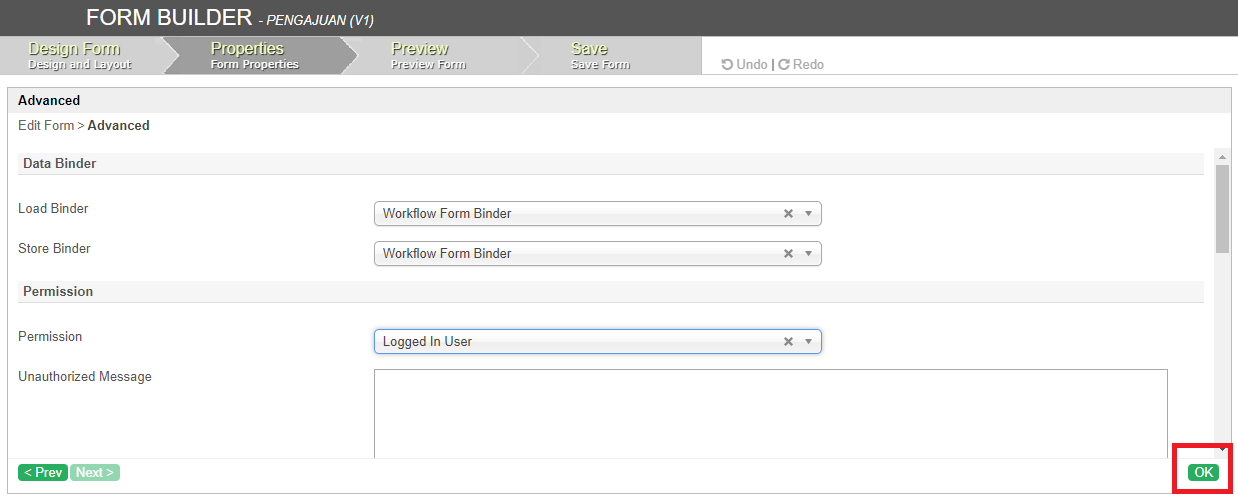 FORM BUILDER - PENGAJUAN (V1)
Design Form
Design and Layout
Properties
Form Properties
Preview
Preview Form
Save
Save Form
Undo | Redo
Advanced
Edit Form > Advanced
Data Binder
Load Binder
Workflow Form Binder
Store Binder
Workflow Form Binder
Permission
Permission
Logged In User
Unauthorized Message
< Prev
Next >
OK